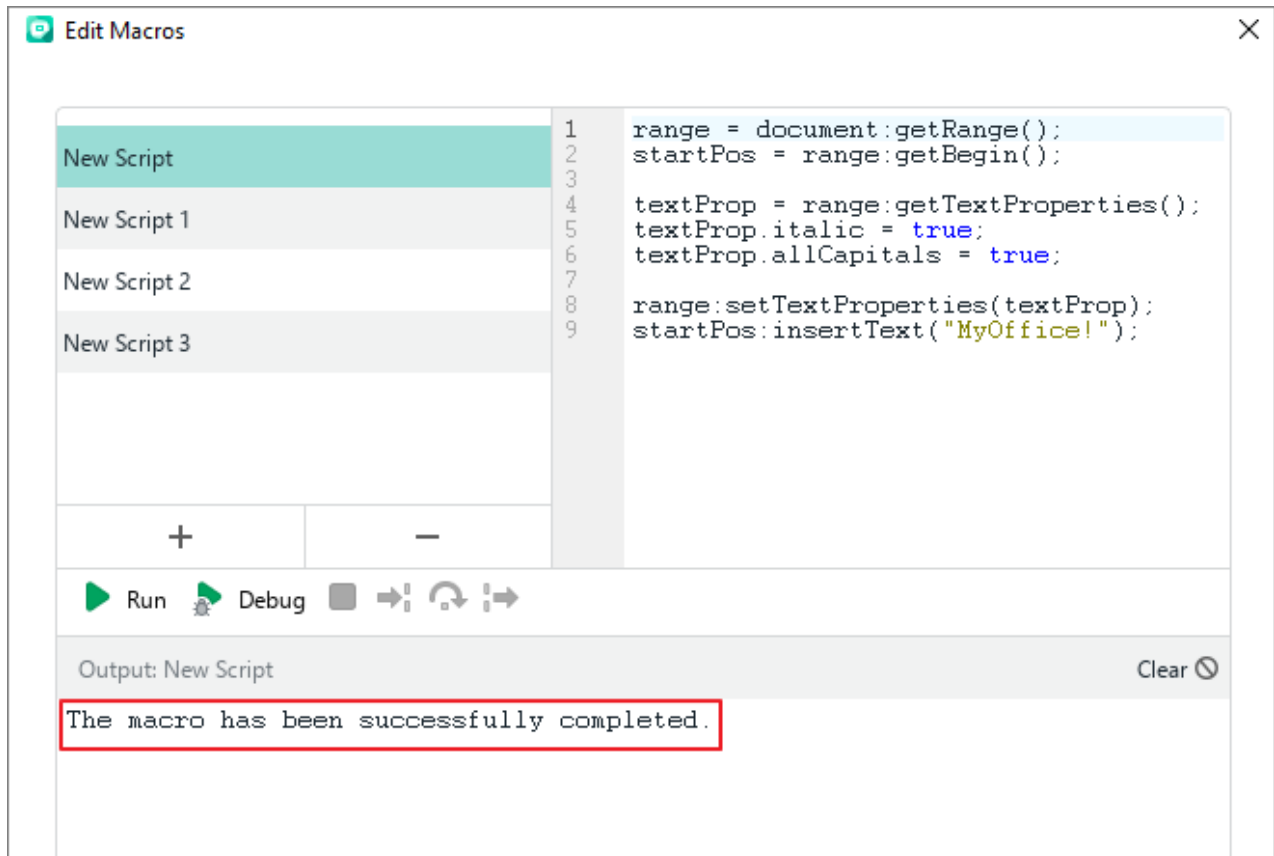 Edit Macros
New Script
New Script 1
New Script 2
New Script 3
1 range = document:getRange();
2 startPos = range:getBegin();
3
4 textProp = range:getTextProperties();
5 textProp.italic = true;
6 textProp.allCapitals = true;
7
8 range:setTextProperties(textProp);
9 startPos:insertText("MyOffice!");
+ −
Run Debug
Output: New Script Clear
The macro has been successfully completed.